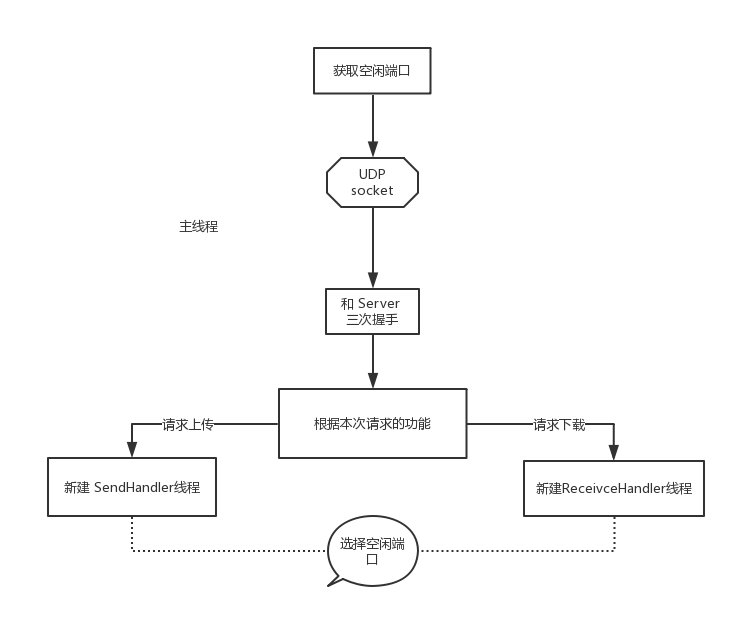 获取空闲端口
UDP
socket
主线程
和 Server
三次握手
根据本次请求的功能
请求上传
请求下载
新建 SendHandler线程
新建ReceivceHandler线程
选择空闲端
口